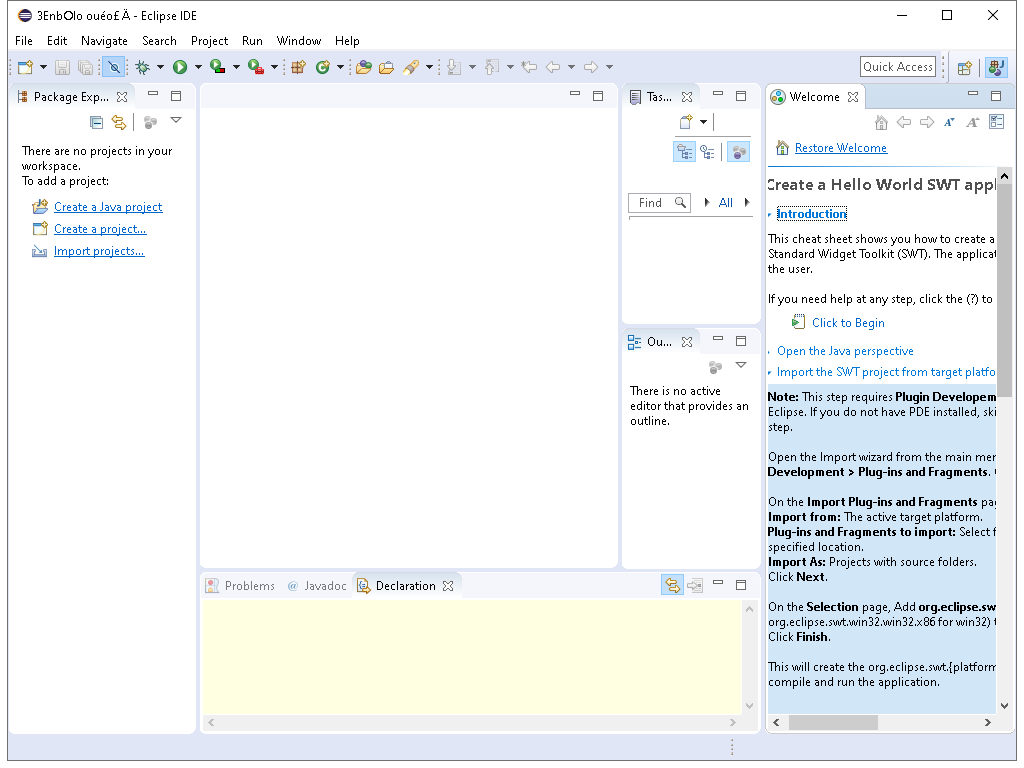 3EnbOlo ouéo£Ä - Eclipse IDE
File Edit Navigate Search Project Run Window Help
Quick Access
Package Exp...
There are no projects in your
workspace.
To add a project:
Create a Java project
Create a project...
Import projects...
Tas...
Find
All
Ou...
There is no active
editor that provides an
outline.
Problems @ Javadoc Declaration
Welcome
Restore Welcome
Create a Hello World SWT appl
Introduction
This cheat sheet shows you how to create a
Standard Widget Toolkit (SWT). The applicat
the user.
If you need help at any step, click the (?) to
Click to Begin
Open the Java perspective
Import the SWT project from target platfo
Note: This step requires Plugin Developem
Eclipse. If you do not have PDE installed, ski
step.
Open the Import wizard from the main mer
Development > Plug-ins and Fragments.
On the Import Plug-ins and Fragments pag
Import from: The active target platform.
Plug-ins and Fragments to import: Select f
specified location.
Import As: Projects with source folders.
Click Next.
On the Selection page, Add org.eclipse.sw
org.eclipse.swt.win32.win32.x86 for win32) t
Click Finish.
This will create the org.eclipse.swt.{platform
compile and run the application.